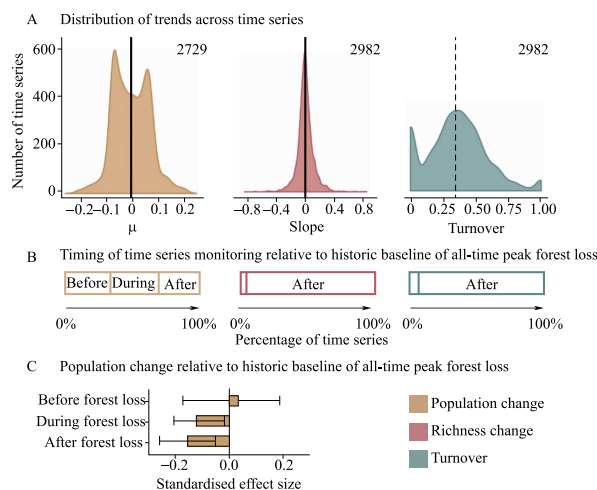 A Distribution of trends across time series
2729 2982 2982
Number of time series
600
400
200
0
−0.2 −0.1 0 0.1 0.2
μ
−0.8 −0.4 0 0.4 0.8
Slope
0 0.25 0.50 0.75 1.00
Turnover
B Timing of time series monitoring relative to historic baseline of all-time peak forest loss
Before During After
After
After
0% 100% 0% 100% 0% 100%
Percentage of time series
C Population change relative to historic baseline of all-time peak forest loss
Before forest loss
During forest loss
After forest loss
−0.2 0.0 0.2
Standardised effect size
Population change
Richness change
Turnover